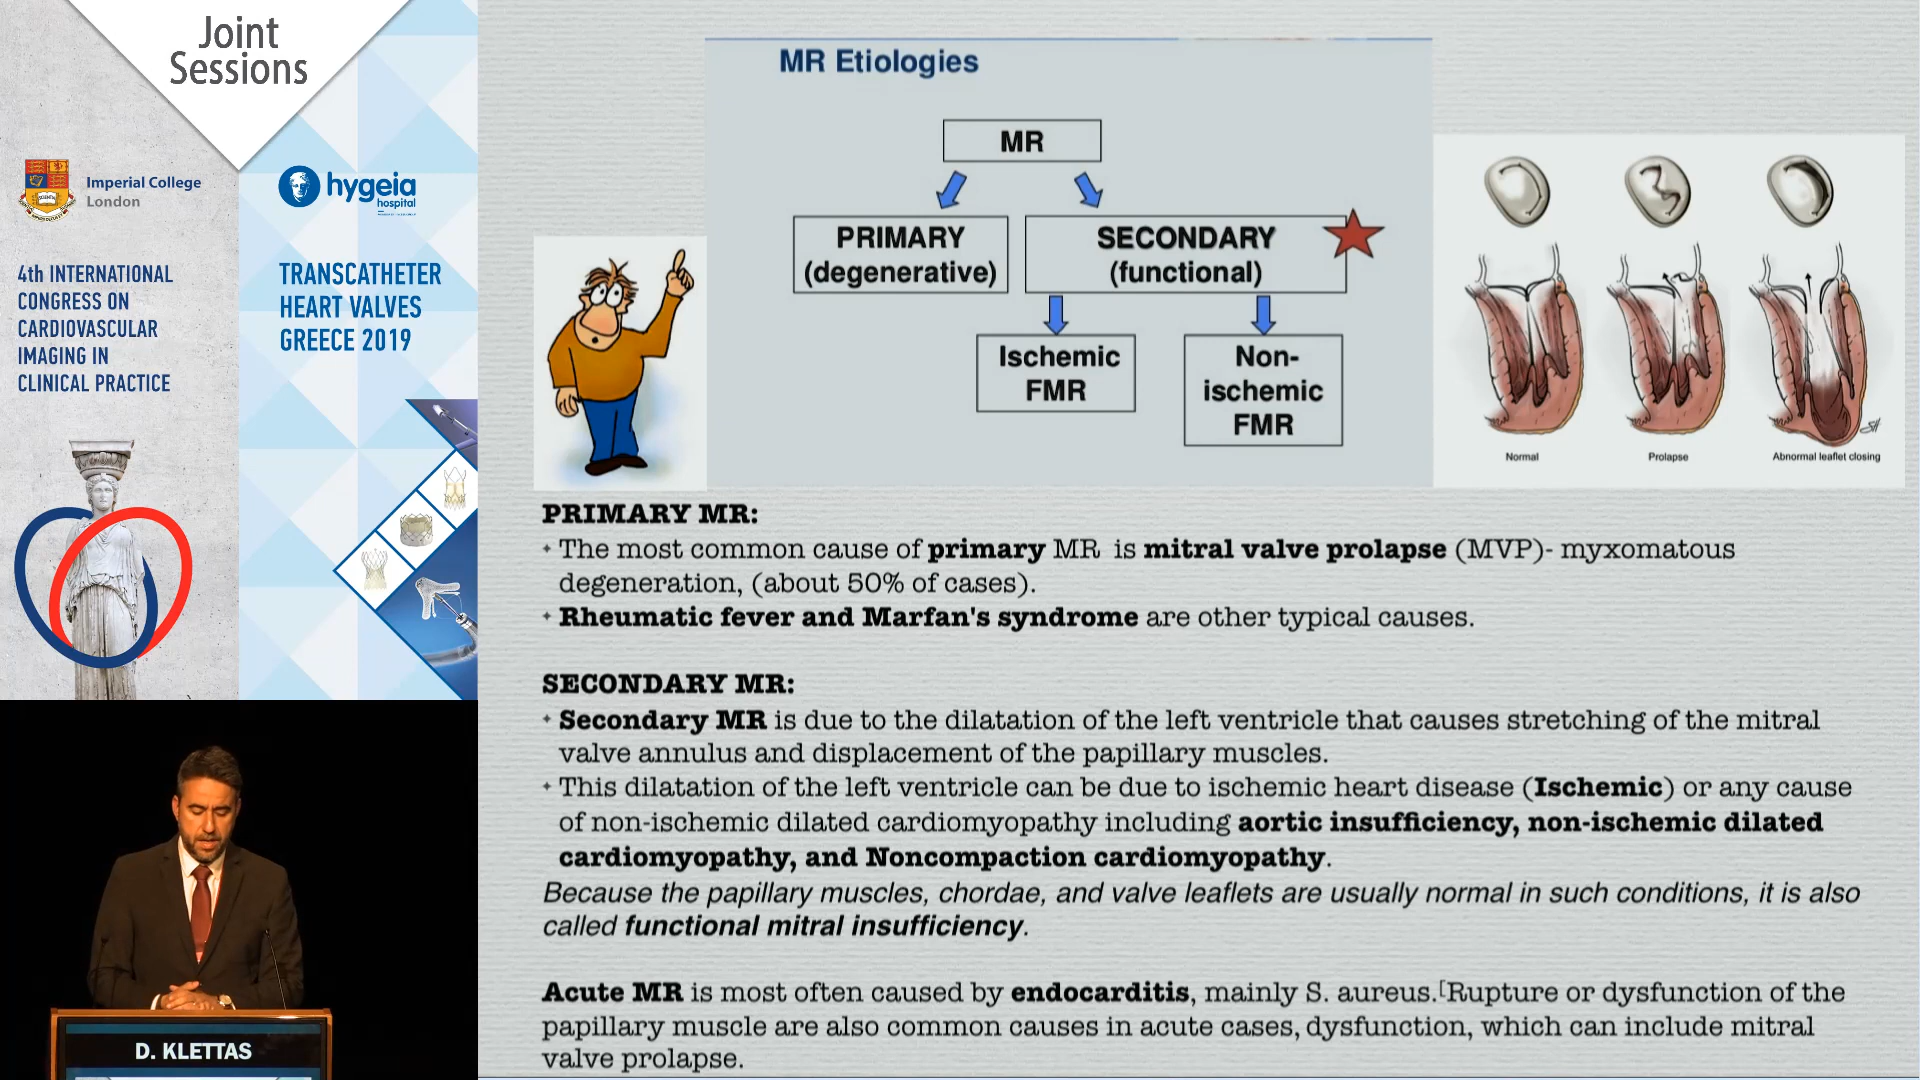 Joint
Sessions
Imperial College
London
hygeia
hospital
4th INTERNATIONAL
CONGRESS ON
CARDIOVASCULAR
IMAGING IN
CLINICAL PRACTICE
TRANSCATHETER
HEART VALVES
GREECE 2019
D. KLETTAS
MR Etiologies
MR
PRIMARY
(degenerative)
SECONDARY
(functional)
Ischemic
FMR
Non-
ischemic
FMR
Normal
Prolapse
Abnormal leaflet closing
PRIMARY MR:
The most common cause of primary MR is mitral valve prolapse (MVP)- myxomatous
degeneration, (about 50% of cases).
Rheumatic fever and Marfan's syndrome are other typical causes.
SECONDARY MR:
Secondary MR is due to the dilatation of the left ventricle that causes stretching of the mitral
valve annulus and displacement of the papillary muscles.
This dilatation of the left ventricle can be due to ischemic heart disease (Ischemic) or any cause
of non-ischemic dilated cardiomyopathy including aortic insufficiency, non-ischemic dilated
cardiomyopathy, and Noncompaction cardiomyopathy.
Because the papillary muscles, chordae, and valve leaflets are usually normal in such conditions, it is also
called functional mitral insufficiency.
Acute MR is most often caused by endocarditis, mainly S. aureus.[Rupture or dysfunction of the
papillary muscle are also common causes in acute cases, dysfunction, which can include mitral
valve prolapse.